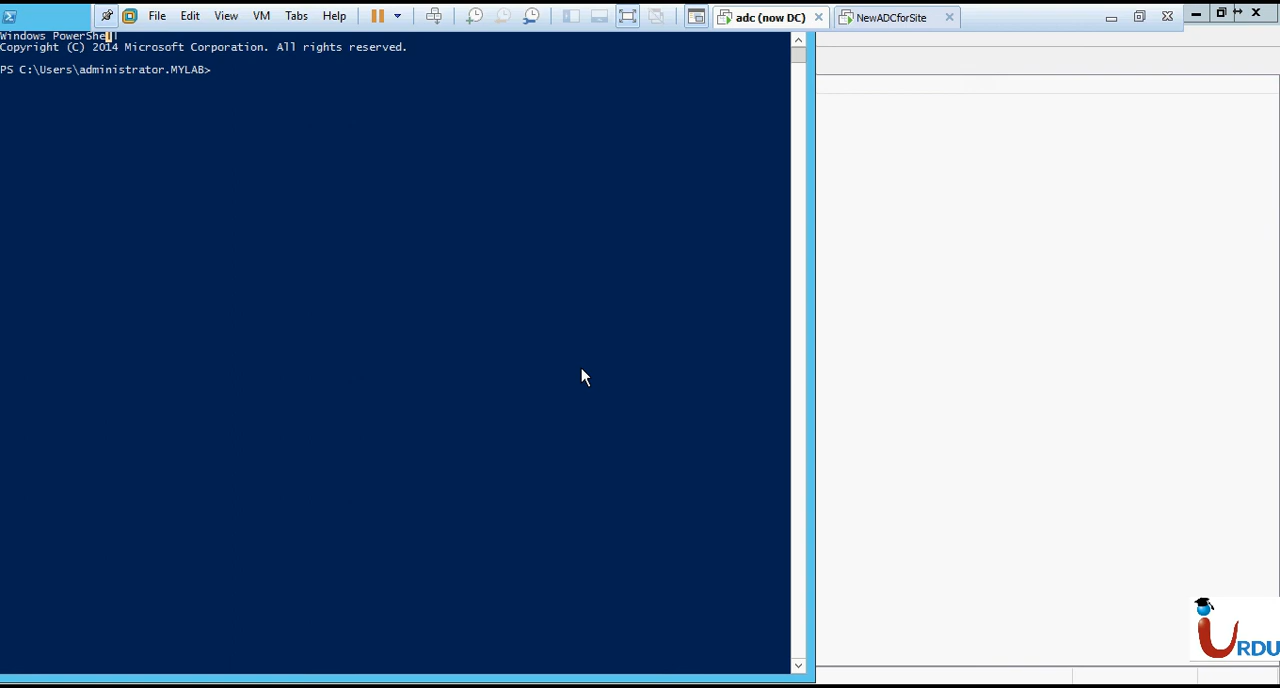 File Edit View VM Tabs Help adc (now DC) NewADCforSite
Windows PowerShell
Copyright (C) 2014 Microsoft Corporation. All rights reserved.
PS C:\Users\administrator.MYLAB>
iURDU